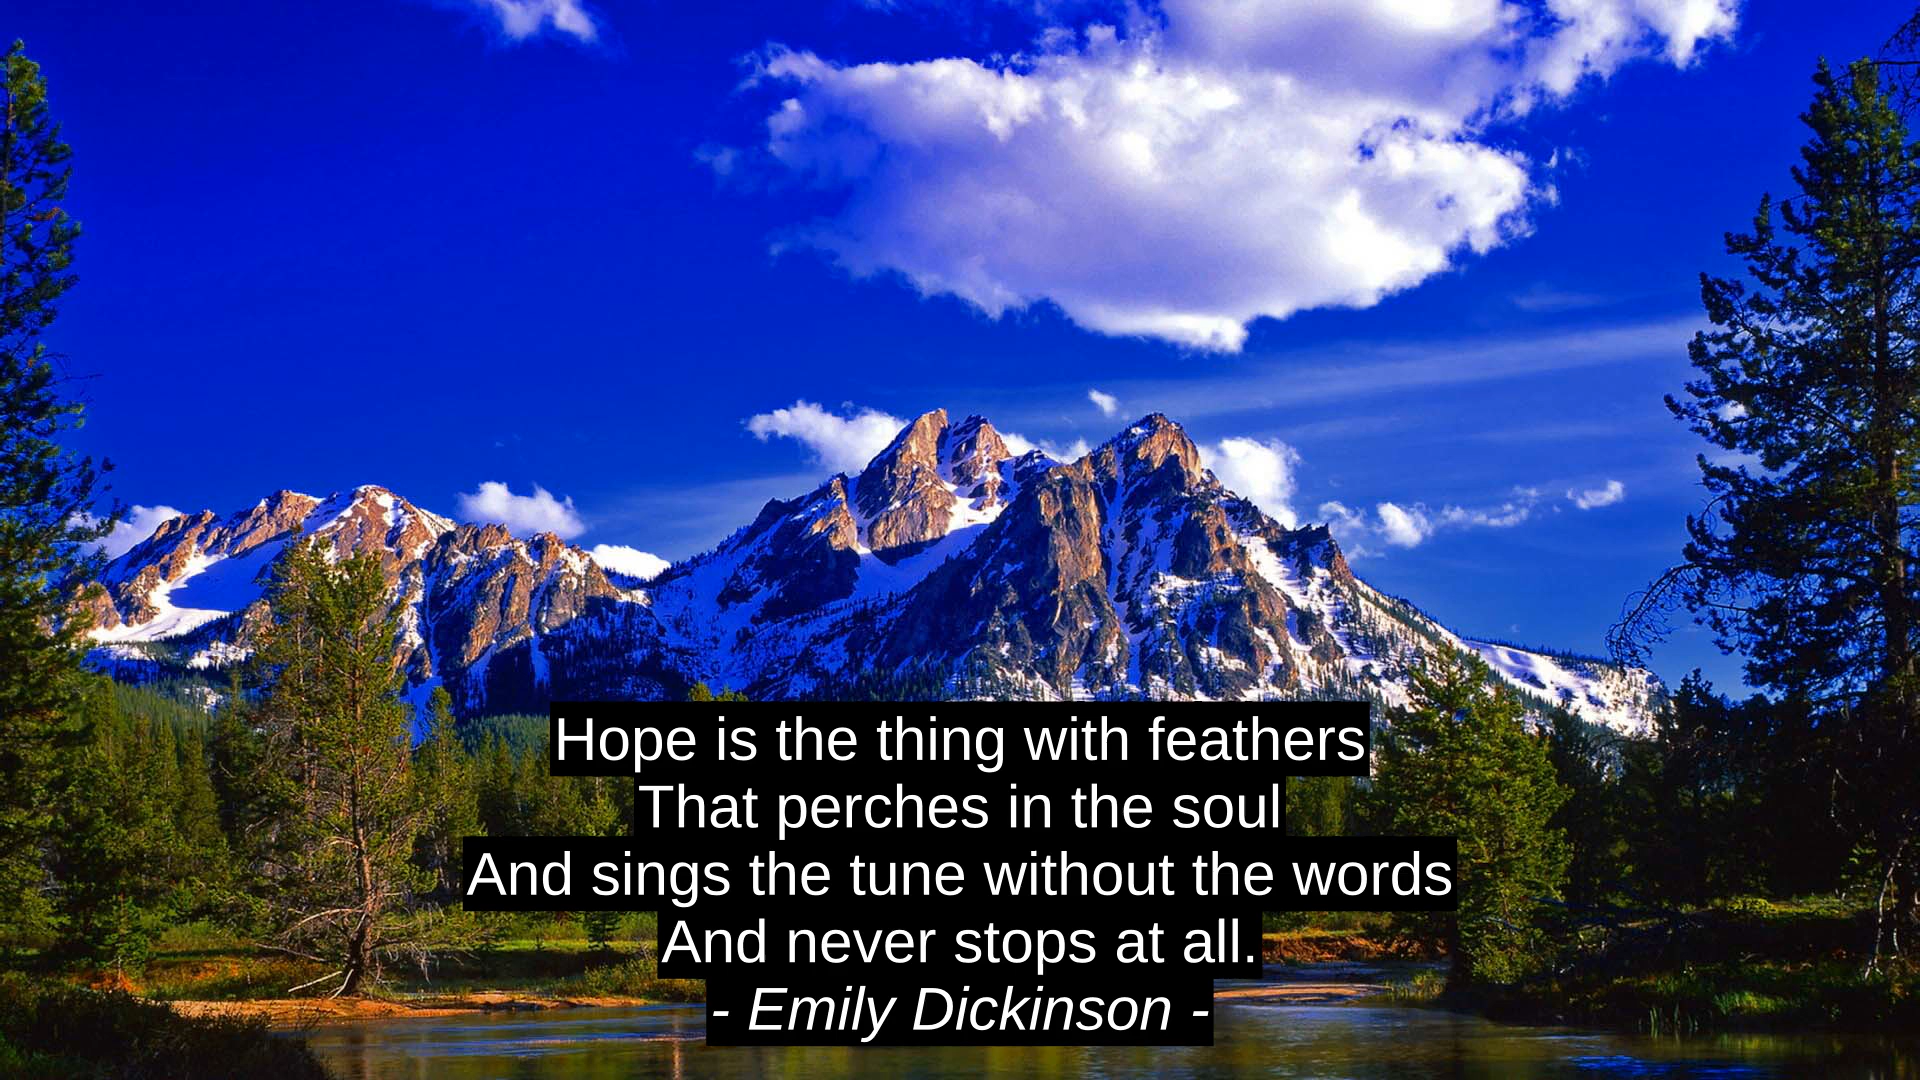 Hope is the thing with feathers
That perches in the soul
And sings the tune without the words
And never stops at all.
- Emily Dickinson -